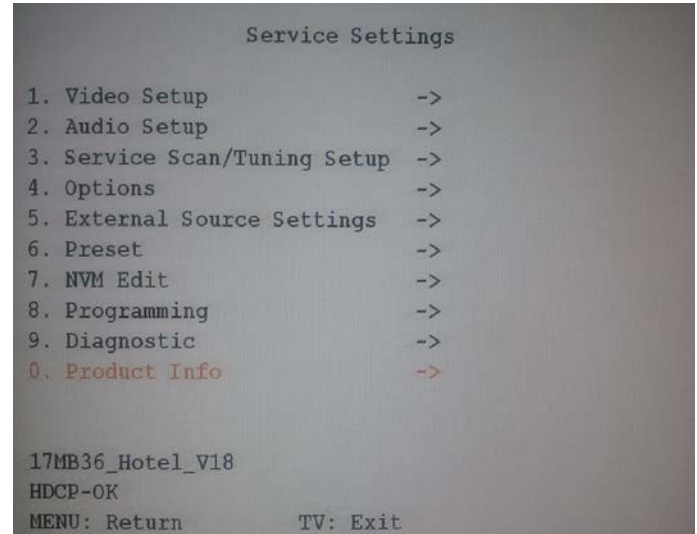 Service Settings
1. Video Setup ->
2. Audio Setup ->
3. Service Scan/Tuning Setup ->
4. Options ->
5. External Source Settings ->
6. Preset ->
7. NVM Edit ->
8. Programming ->
9. Diagnostic ->
0. Product Info ->
17MB36_Hotel_V18
HDCP-OK
MENU: Return TV: Exit